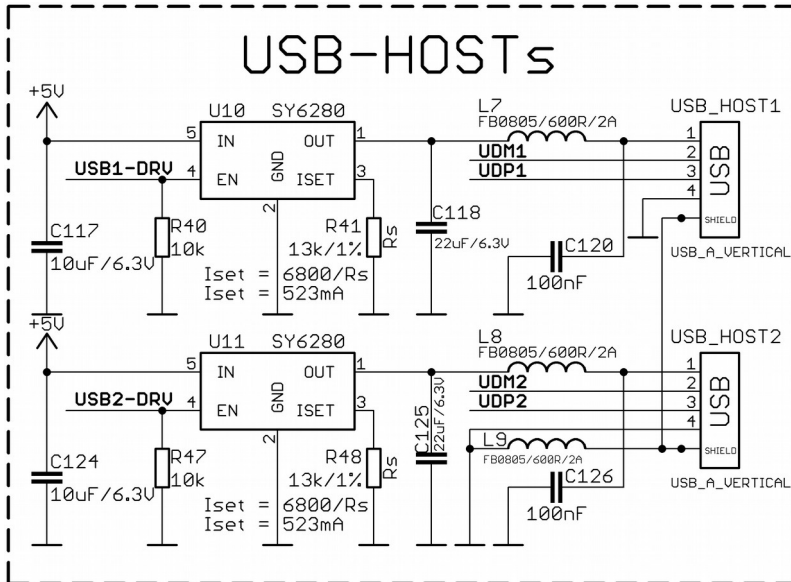 USB-HOSTs
+5V
U10 SY6280
5 IN OUT 1
USB1-DRV 4 EN GND ISET 3
2
C117
10uF/6.3V
R40
10k
R41
13k/1%
Rs
Iset = 6800/Rs
Iset = 523mA
C118
22uF/6.3V
L7
FB0805/600R/2A
UDM1
UDP1
C120
100nF
USB_HOST1
1
2
3
4
USB
SHIELD
USB_A_VERTICAL
+5V
U11 SY6280
5 IN OUT 1
USB2-DRV 4 EN GND ISET 3
2
C124
10uF/6.3V
R47
10k
R48
13k/1%
Rs
Iset = 6800/Rs
Iset = 523mA
C125
22uF/6.3V
L8
FB0805/600R/2A
UDM2
UDP2
L9
FB0805/600R/2A
C126
100nF
USB_HOST2
1
2
3
4
USB
SHIELD
USB_A_VERTICAL